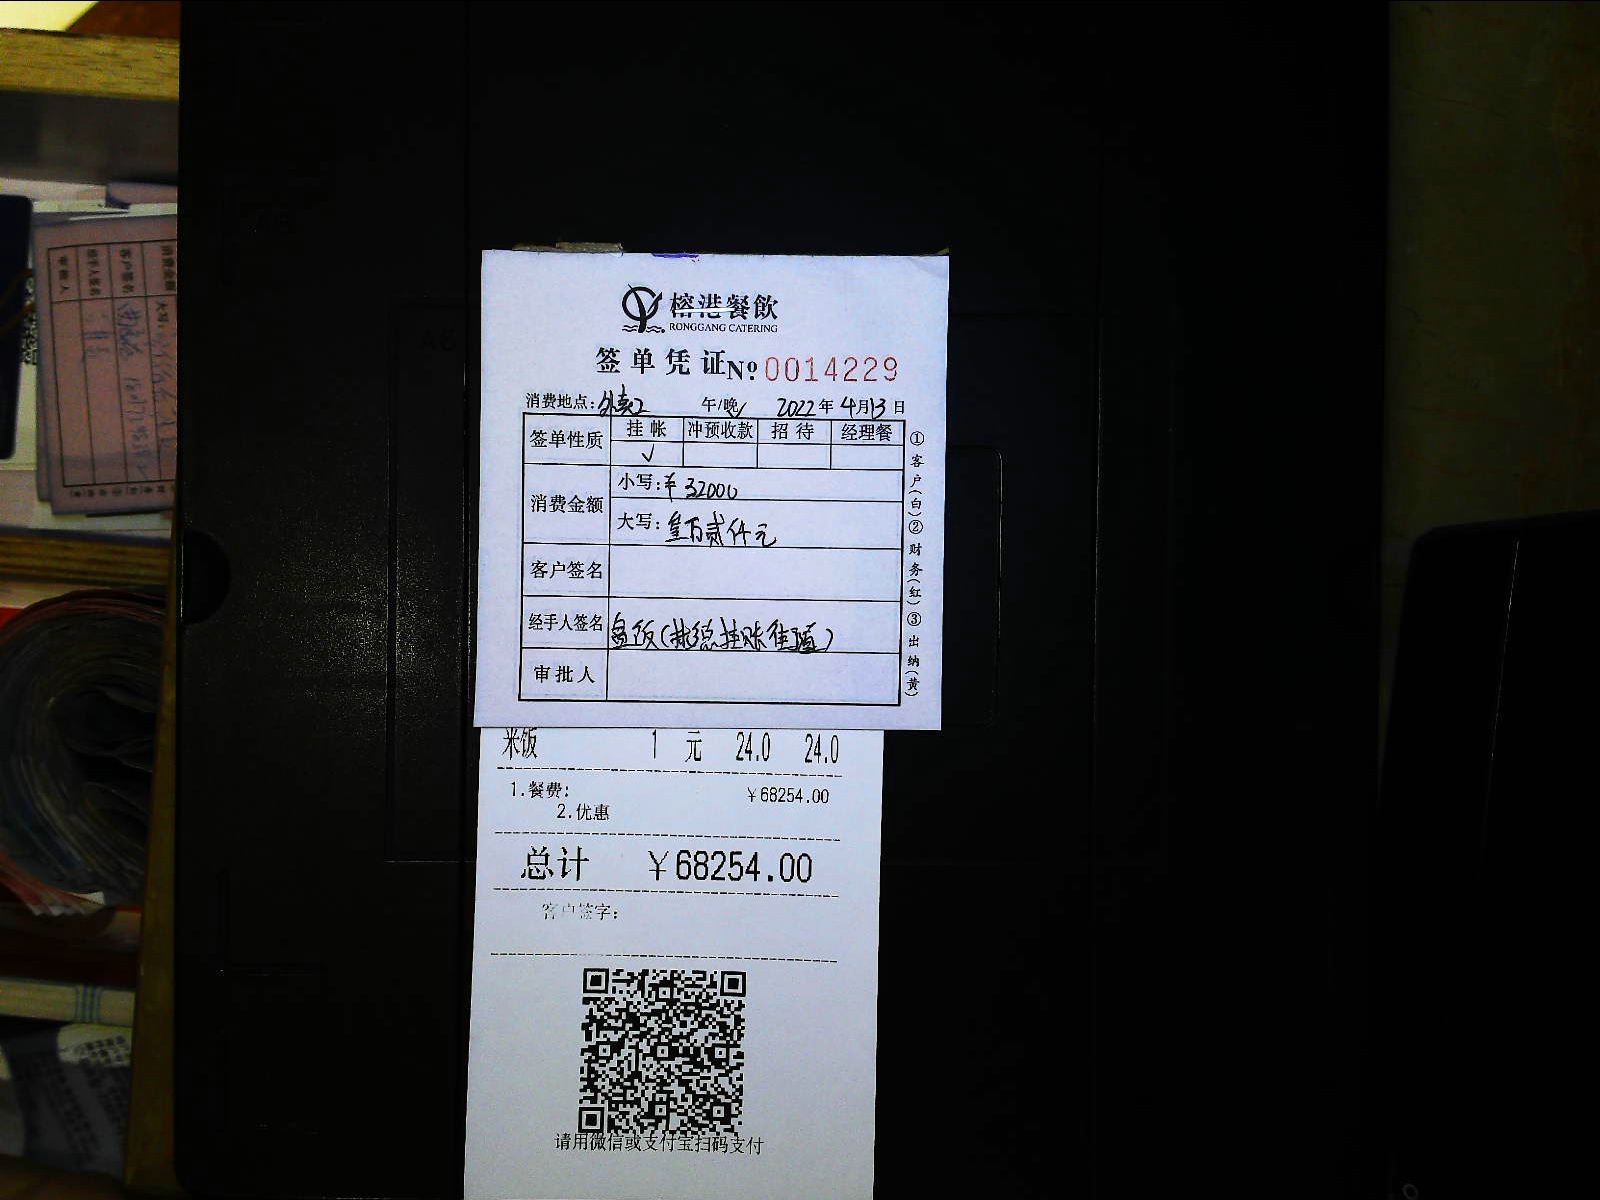 榕港餐飲
RONGGANG CATERING
签单凭证 No 0014229
消费地点: 外卖2 午/晚 2022年4月13日
签单性质 挂帐 冲预收款 招待 经理餐
✓
消费金额 小写:¥ 32000
大写: 百贰仟元
客户签名
经手人签名
审批人
①客户(白)②财务(红)③出纳(黄)
米饭 1 元 24.0 24.0
1.餐费: ¥68254.00
2.优惠
总计 ¥68254.00
客户签字:
请用微信或支付宝扫码支付